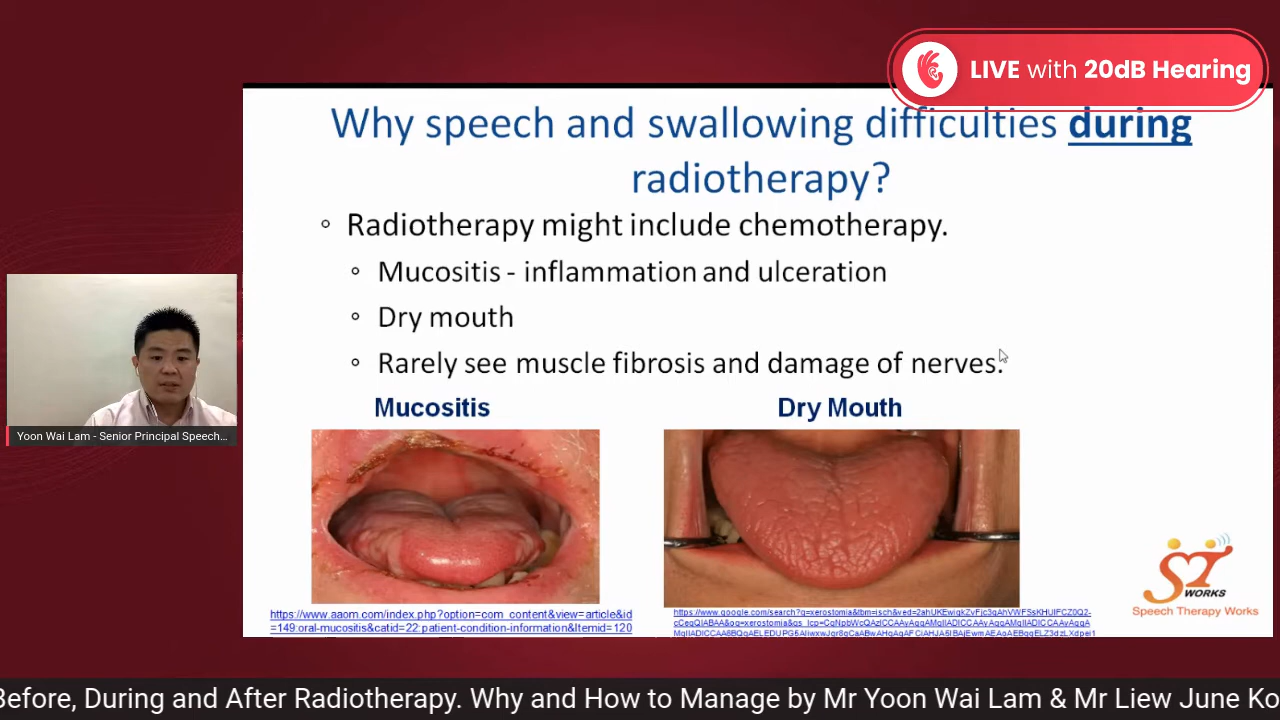 LIVE with 20dB Hearing
Why speech and swallowing difficulties during
radiotherapy?
Radiotherapy might include chemotherapy.
Mucositis - inflammation and ulceration
Dry mouth
Rarely see muscle fibrosis and damage of nerves.
Mucositis
Dry Mouth
Yoon Wai Lam - Senior Principal Speech...
https://www.aaom.com/index.php?option=com_content&view=article&id
=149:oral-mucositis&catid=22:patient-condition-information&Itemid=120
SZT
WORKS
Speech Therapy Works
Before, During and After Radiotherapy. Why and How to Manage by Mr Yoon Wai Lam & Mr Liew June Ko